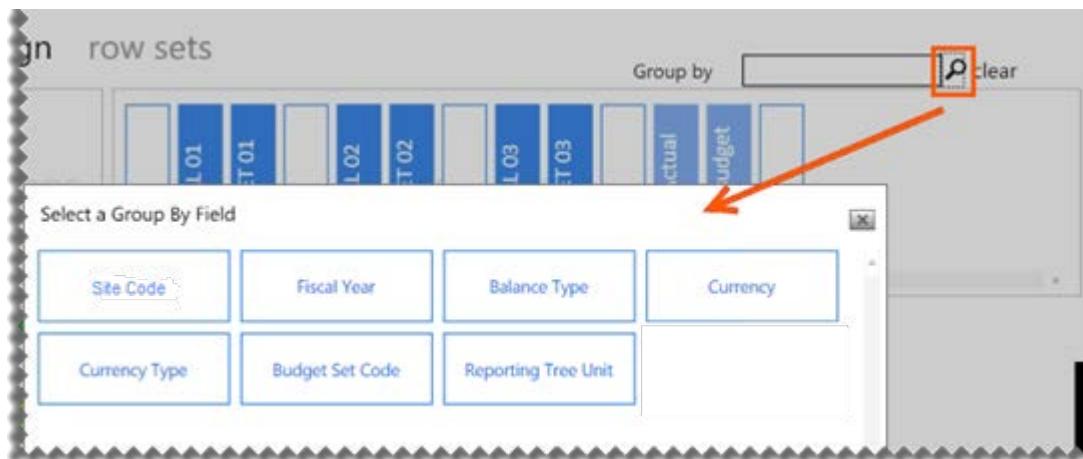 gn row sets
Group by clear
L 01
ET 01
L 02
ET 02
L 03
ET 03
ctual
udget
Select a Group By Field
Site Code Fiscal Year Balance Type Currency
Currency Type Budget Set Code Reporting Tree Unit